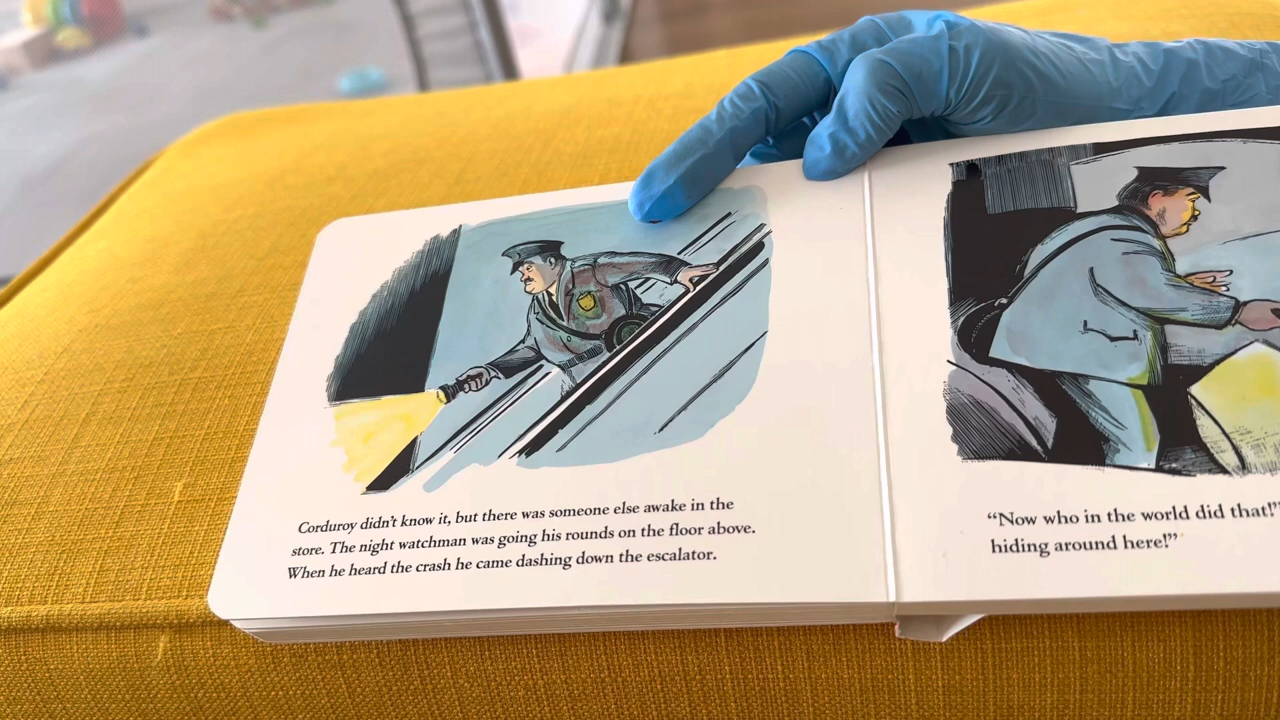 Corduroy didn't know it, but there was someone else awake in the
store. The night watchman was going his rounds on the floor above.
When he heard the crash he came dashing down the escalator.
“Now who in the world did that!”
hiding around here!”